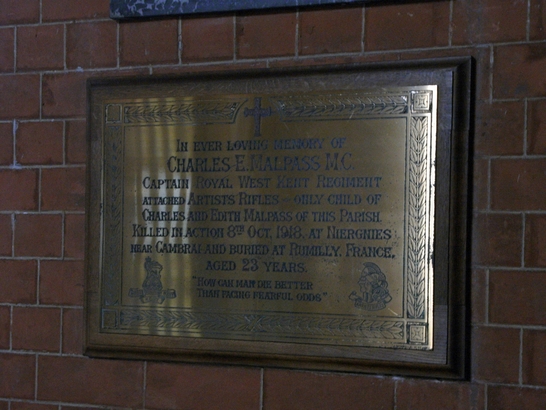 IN EVER LOVING MEMORY OF
CHARLES E. MALPASS M.C.
CAPTAIN ROYAL WEST KENT REGIMENT
ATTACHED ARTISTS RIFLES – ONLY CHILD OF
CHARLES AND EDITH MALPASS OF THIS PARISH.
KILLED IN ACTION 8TH OCT. 1918, AT NIERGNIES
NEAR CAMBRAI AND BURIED AT RUMILLY, FRANCE,
AGED 23 YEARS.
"HOW CAN MAN DIE BETTER
THAN FACING FEARFUL ODDS"